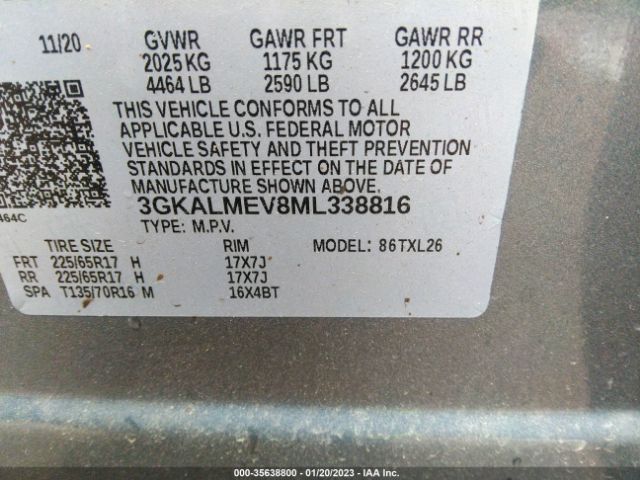 11/20 GVWR GAWR FRT GAWR RR
2025 KG 1175 KG 1200 KG
4464 LB 2590 LB 2645 LB
THIS VEHICLE CONFORMS TO ALL
APPLICABLE U.S. FEDERAL MOTOR
VEHICLE SAFETY AND THEFT PREVENTION
STANDARDS IN EFFECT ON THE DATE OF
MANUFACTURE SHOWN ABOVE.
464C
3GKALMEV8ML338816
TYPE: M.P.V.
TIRE SIZE RIM MODEL: 86TXL26
FRT 225/65R17 H 17X7J
RR 225/65R17 H 17X7J
SPA T135/70R16 M 16X4BT
000-35638800 | 01/20/2023 | IAA Inc.